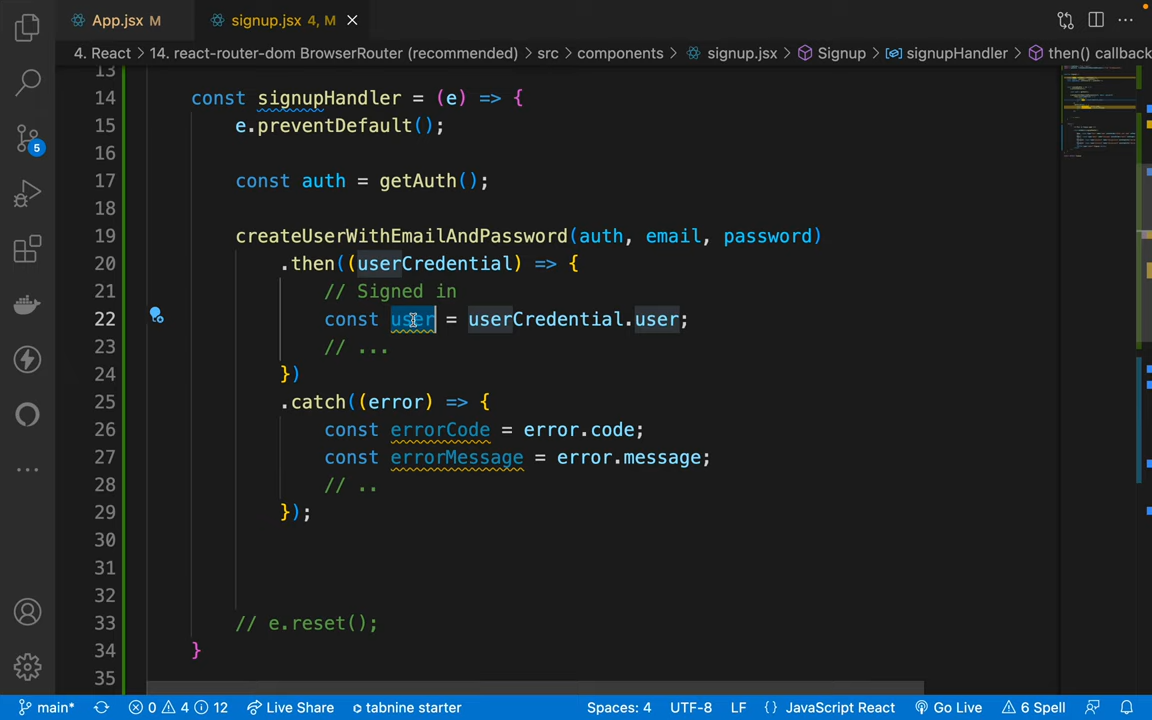 App.jsx M
signup.jsx 4, M
4. React > 14. react-router-dom BrowserRouter (recommended) > src > components > signup.jsx > Signup > signupHandler > then() callback
13
14 const signupHandler = (e) => {
15 e.preventDefault();
16
17 const auth = getAuth();
18
19 createUserWithEmailAndPassword(auth, email, password)
20 .then((userCredential) => {
21 // Signed in
22 const user = userCredential.user;
23 // ...
24 })
25 .catch((error) => {
26 const errorCode = error.code;
27 const errorMessage = error.message;
28 // ..
29 });
30
31
32
33 // e.reset();
34 }
35
5
main* 0 4 12 Live Share tabnine starter Spaces: 4 UTF-8 LF {} JavaScript React Go Live 6 Spell